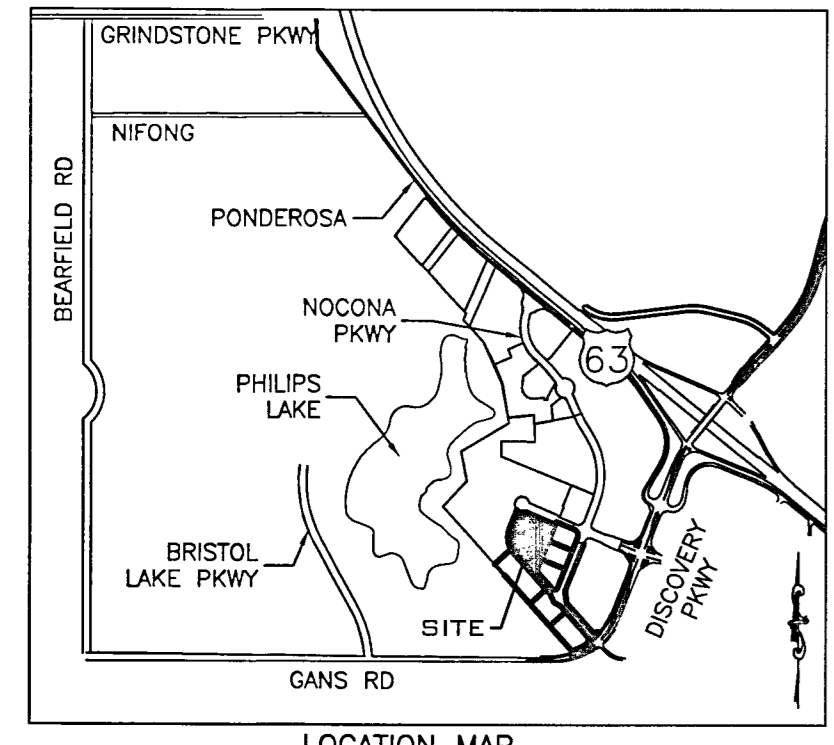 GRINDSTONE PKWY
NIFONG
BEARFIELD RD
PONDEROSA
NOCONA
PKWY
63
PHILIPS
LAKE
BRISTOL
LAKE PKWY
DISCOVERY
PKWY
SITE
GANS RD
LOCATION MAP